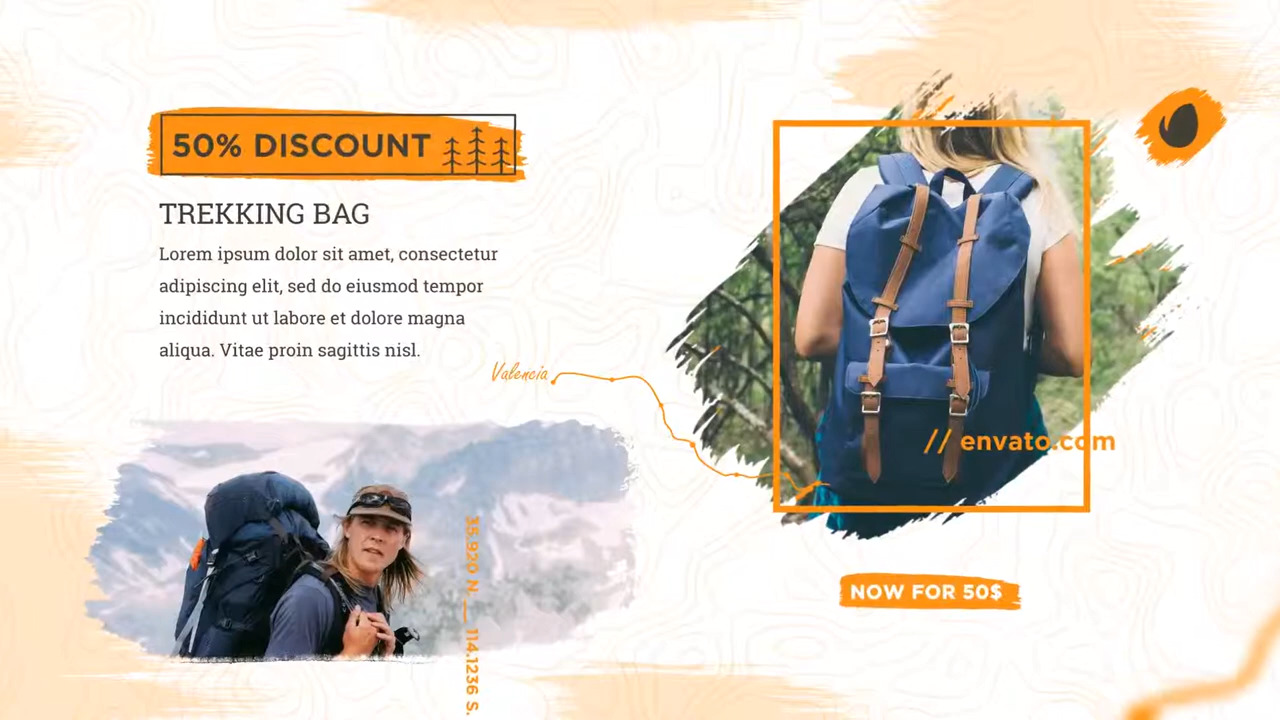 50% DISCOUNT
TREKKING BAG
Lorem ipsum dolor sit amet, consectetur
adipiscing elit, sed do eiusmod tempor
incididunt ut labore et dolore magna
aliqua. Vitae proin sagittis nisl.
Valencia
35.920 N. __ 114.1236 S.
// envato.com
NOW FOR 50$